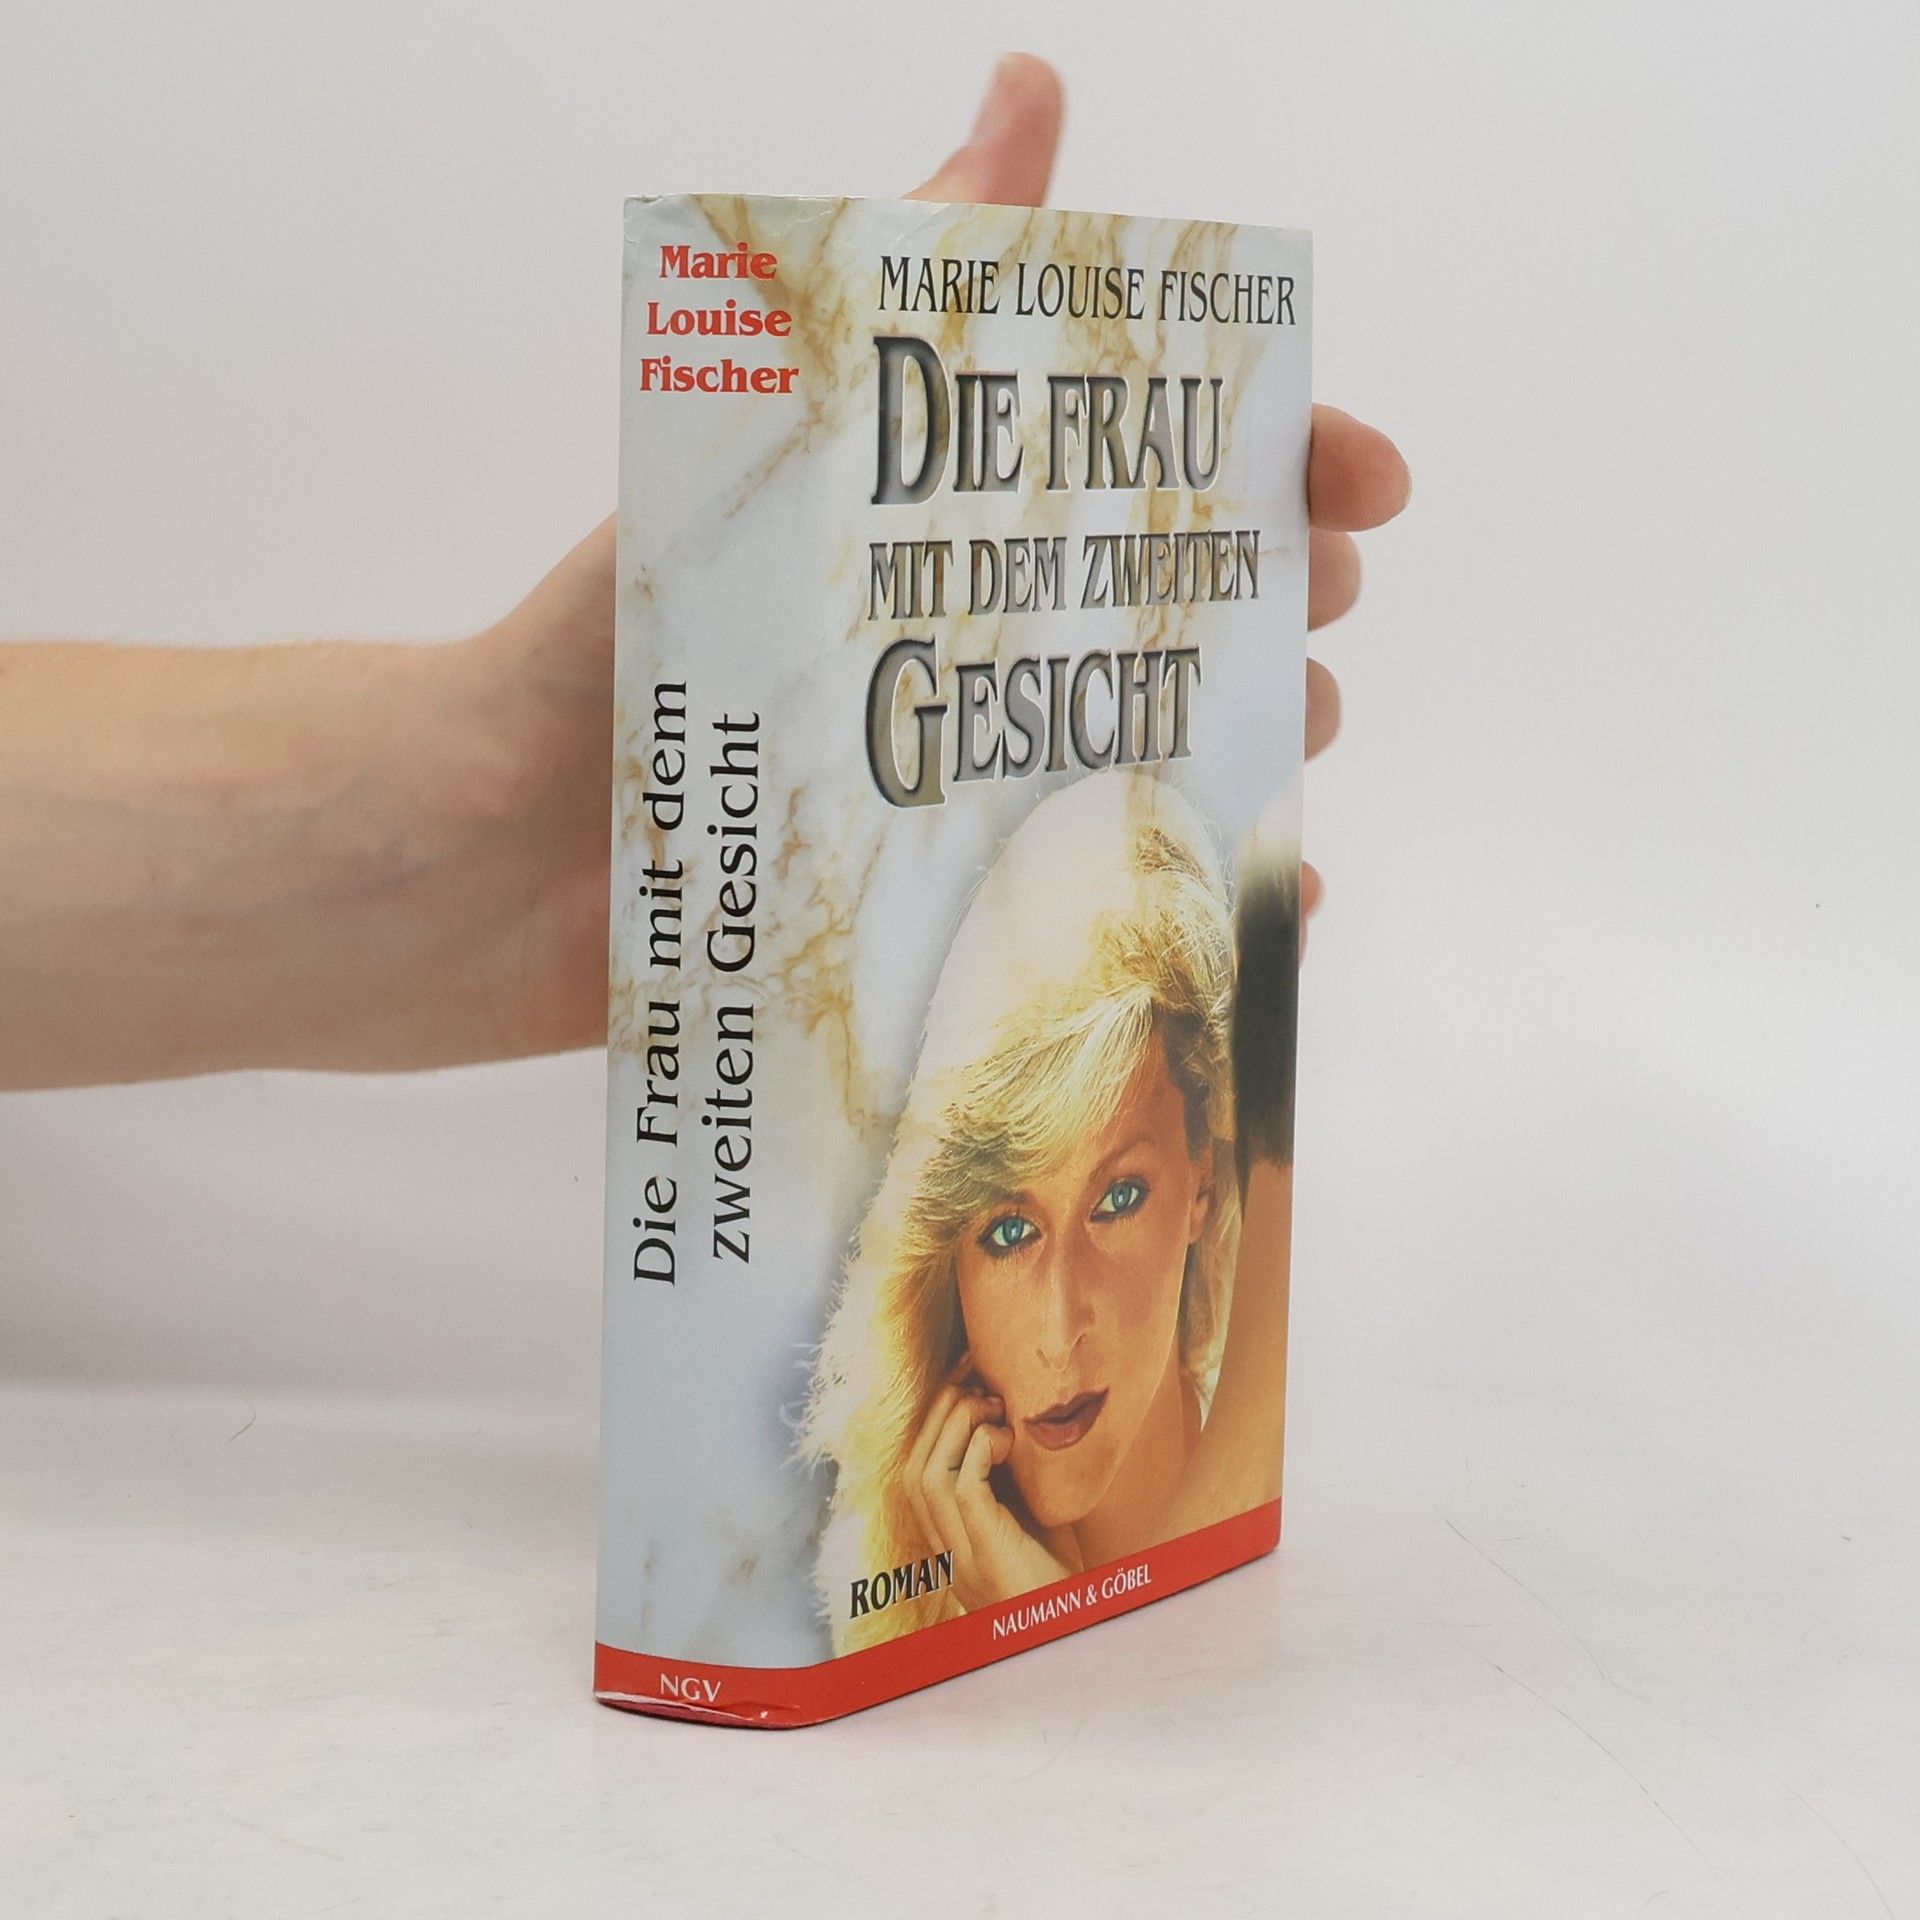 Marie
Louise
Fischer
Die Frau mit dem
zweiten Gesicht
NGV
MARIE LOUISE FISCHER
DIE FRAU
MIT DEM ZWEITEN
GESICHT
ROMAN
NAUMANN & GÖBEL